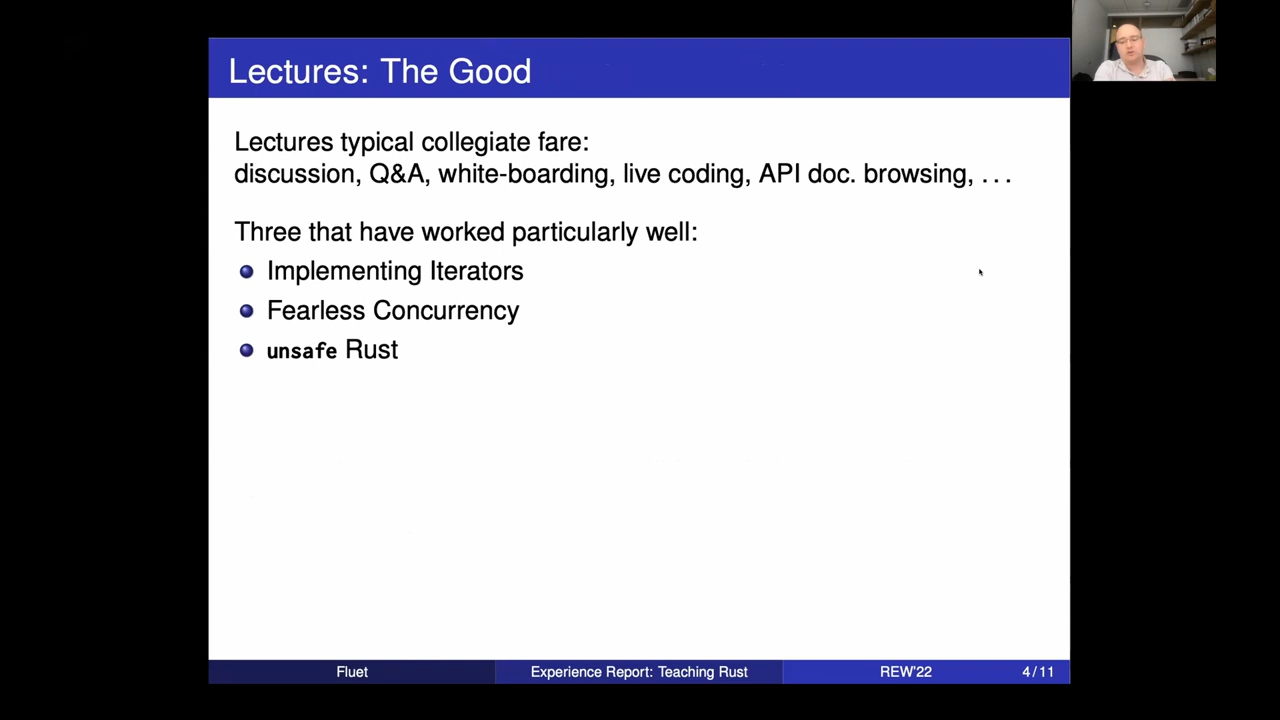 Lectures: The Good
Lectures typical collegiate fare:
discussion, Q&A, white-boarding, live coding, API doc. browsing, . . .
Three that have worked particularly well:
Implementing Iterators
Fearless Concurrency
unsafe Rust
Fluet
Experience Report: Teaching Rust
REW'22
4 / 11